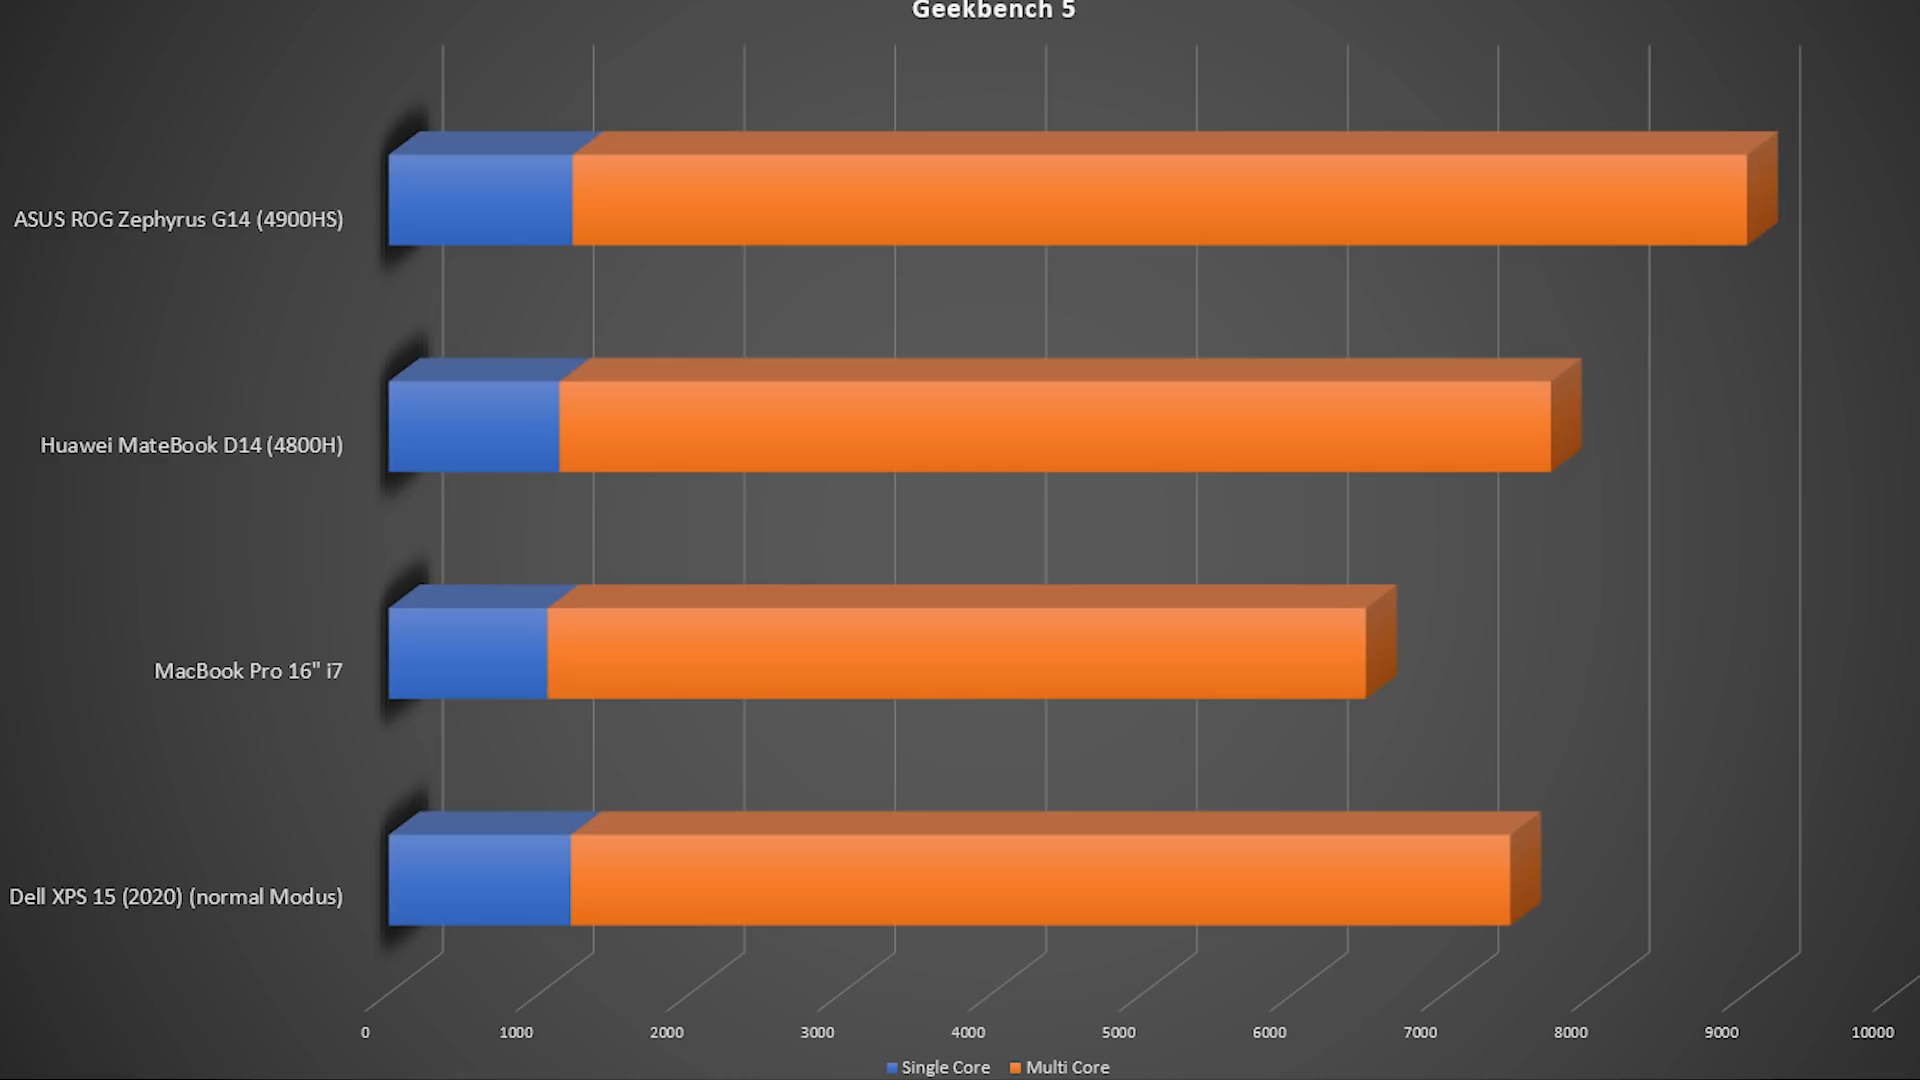 Geekbench 5
ASUS ROG Zephyrus G14 (4900HS)
Huawei MateBook D14 (4800H)
MacBook Pro 16" i7
Dell XPS 15 (2020) (normal Modus)
0 1000 2000 3000 4000 5000 6000 7000 8000 9000 10000
Single Core Multi Core